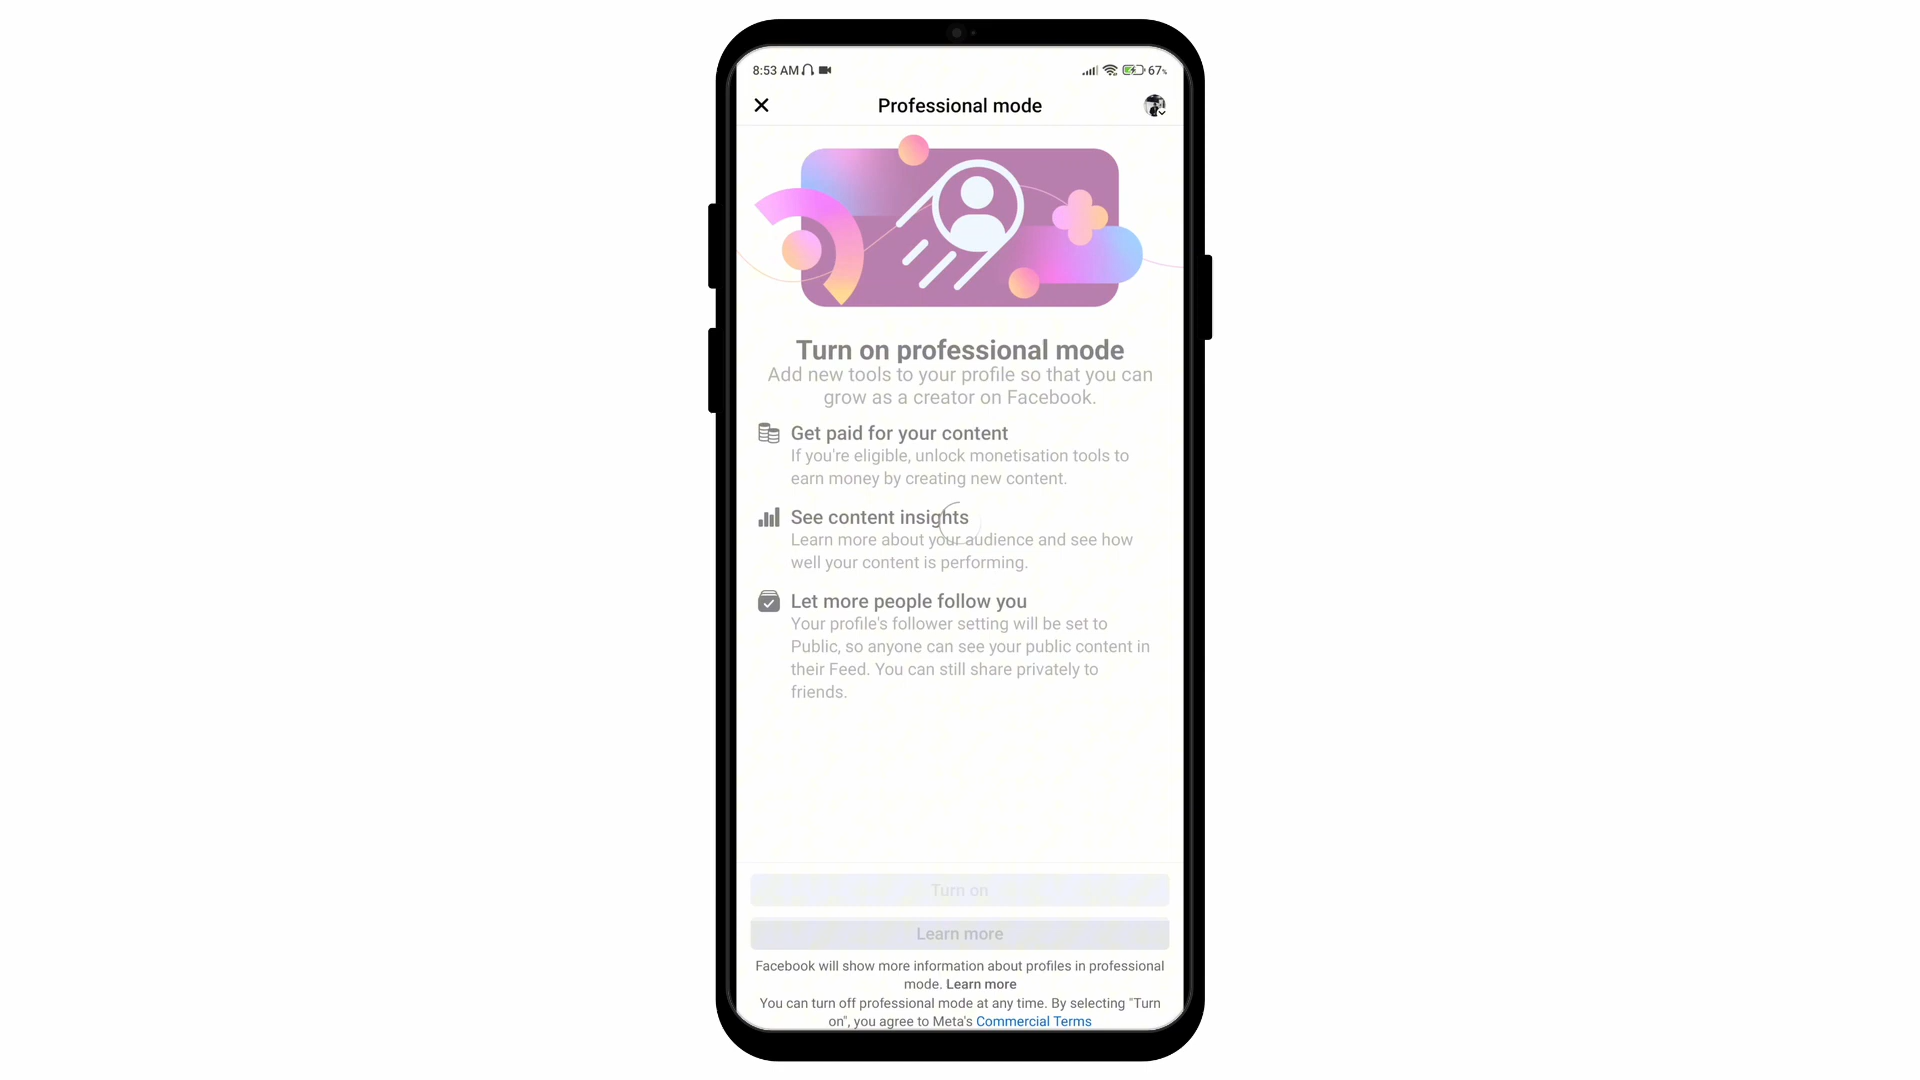 8:53 AM 67%
Professional mode
Turn on professional mode
Add new tools to your profile so that you can
grow as a creator on Facebook.
Get paid for your content
If you're eligible, unlock monetisation tools to
earn money by creating new content.
See content insights
Learn more about your audience and see how
well your content is performing.
Let more people follow you
Your profile's follower setting will be set to
Public, so anyone can see your public content in
their Feed. You can still share privately to
friends.
Turn on
Learn more
Facebook will show more information about profiles in professional
mode. Learn more
You can turn off professional mode at any time. By selecting "Turn
on", you agree to Meta's Commercial Terms